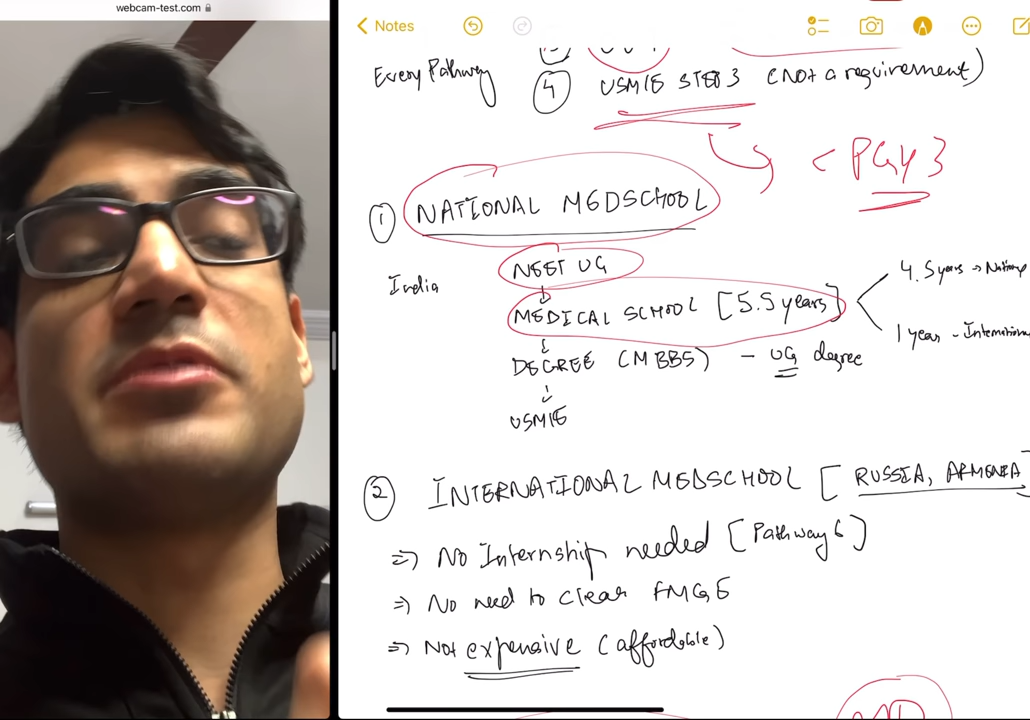 webcam-test.com
Notes
Every Pathway
④ USMLE STEP 3 (Not a requirement)
< PGY 3
① NATIONAL MEDSCHOOL
India
NEET UG
MEDICAL SCHOOL [5.5 years]
4.5 years → Nationa
1 year - Internation
DEGREE (MBBS) - UG degree
USMLE
② INTERNATIONAL MEDSCHOOL [RUSSIA, ARMENIA]
⇒ No Internship needed [Pathway 6]
⇒ No need to clear FMGE
⇒ Not expensive (affordable)